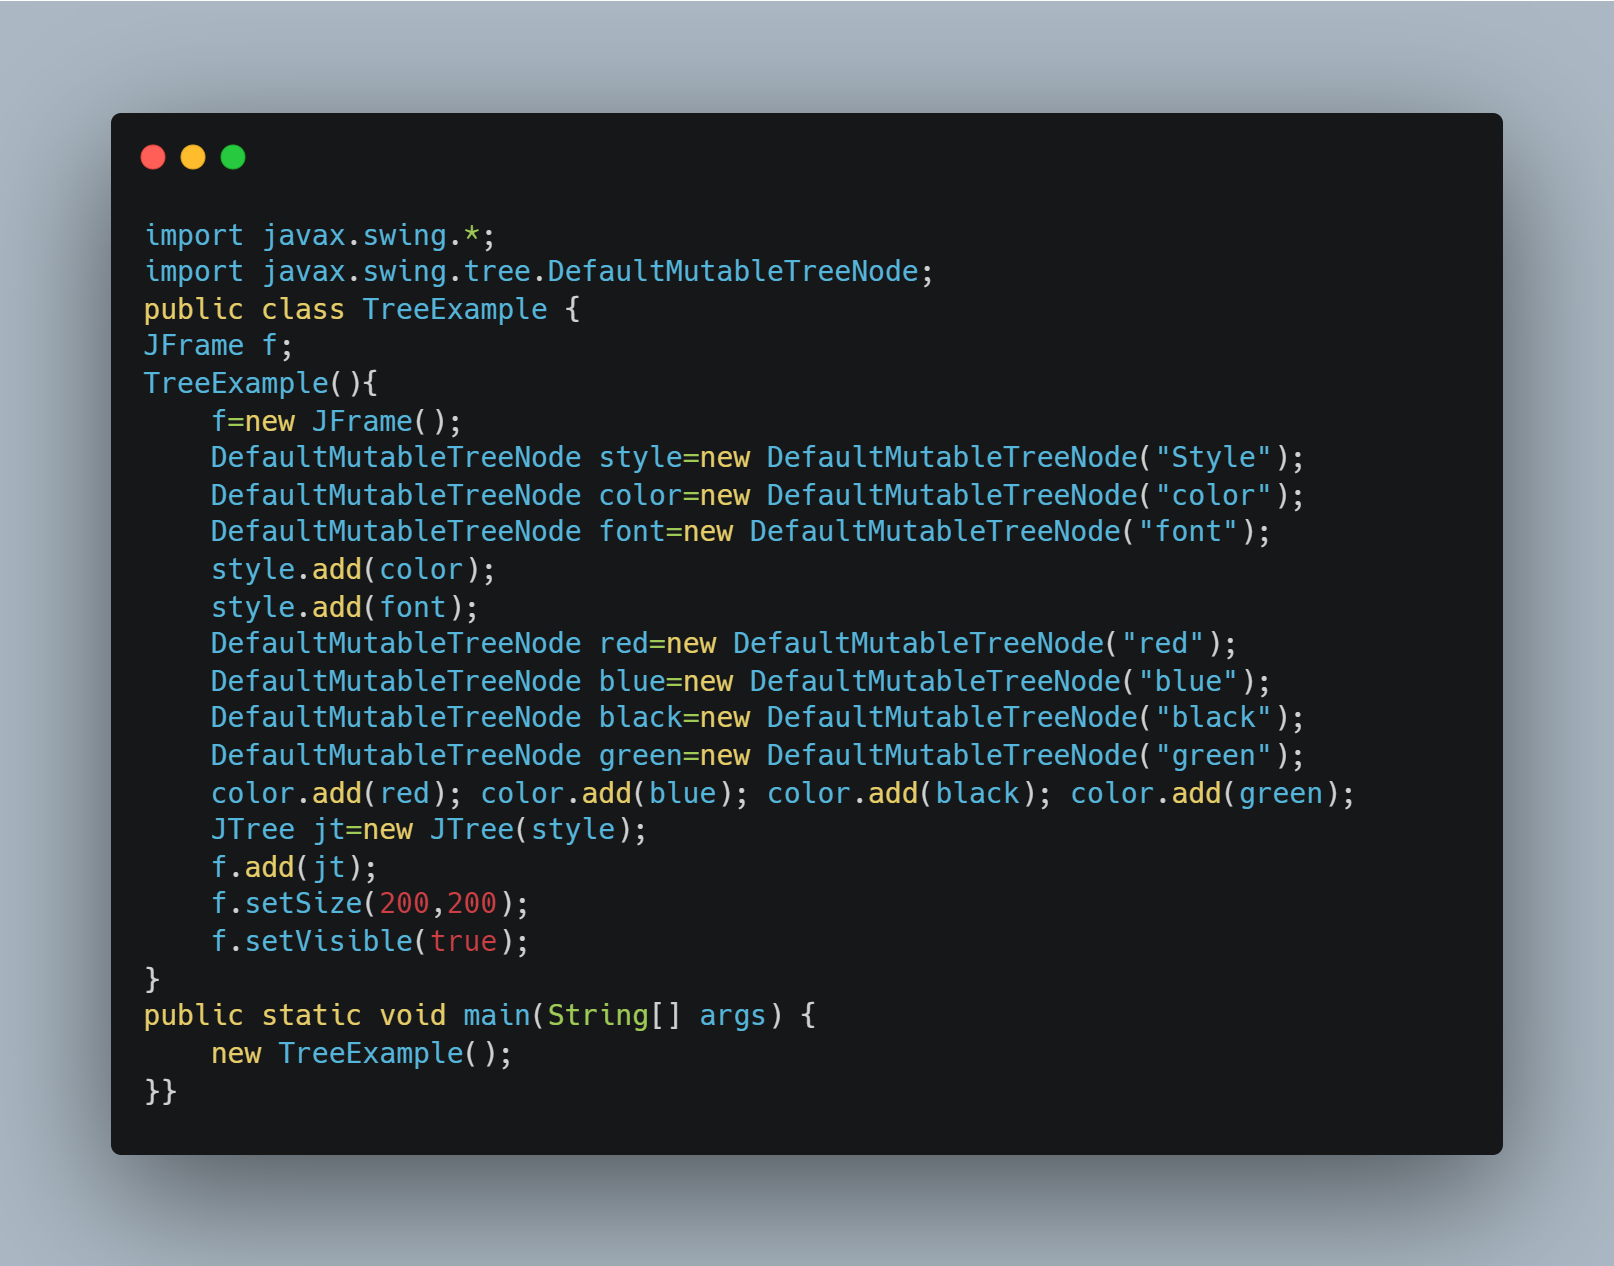 import javax.swing.*;
import javax.swing.tree.DefaultMutableTreeNode;
public class TreeExample {
JFrame f;
TreeExample(){
    f=new JFrame();
    DefaultMutableTreeNode style=new DefaultMutableTreeNode("Style");
    DefaultMutableTreeNode color=new DefaultMutableTreeNode("color");
    DefaultMutableTreeNode font=new DefaultMutableTreeNode("font");
    style.add(color);
    style.add(font);
    DefaultMutableTreeNode red=new DefaultMutableTreeNode("red");
    DefaultMutableTreeNode blue=new DefaultMutableTreeNode("blue");
    DefaultMutableTreeNode black=new DefaultMutableTreeNode("black");
    DefaultMutableTreeNode green=new DefaultMutableTreeNode("green");
    color.add(red); color.add(blue); color.add(black); color.add(green);
    JTree jt=new JTree(style);
    f.add(jt);
    f.setSize(200,200);
    f.setVisible(true);
}
public static void main(String[] args) {
    new TreeExample();
}}